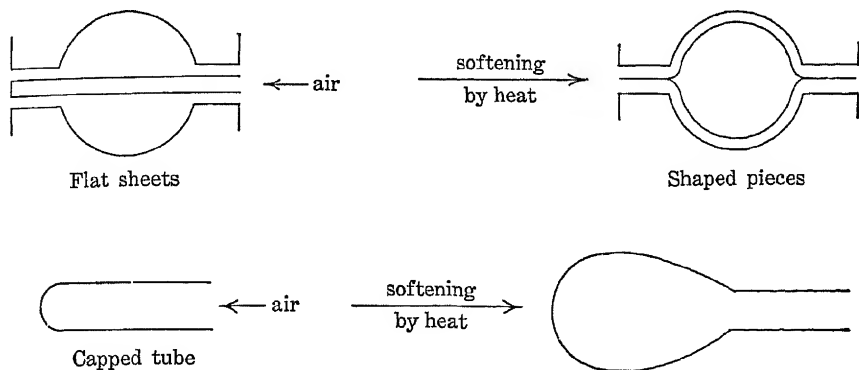 air
softening
by heat
Flat sheets
Shaped pieces
air
softening
by heat
Capped tube